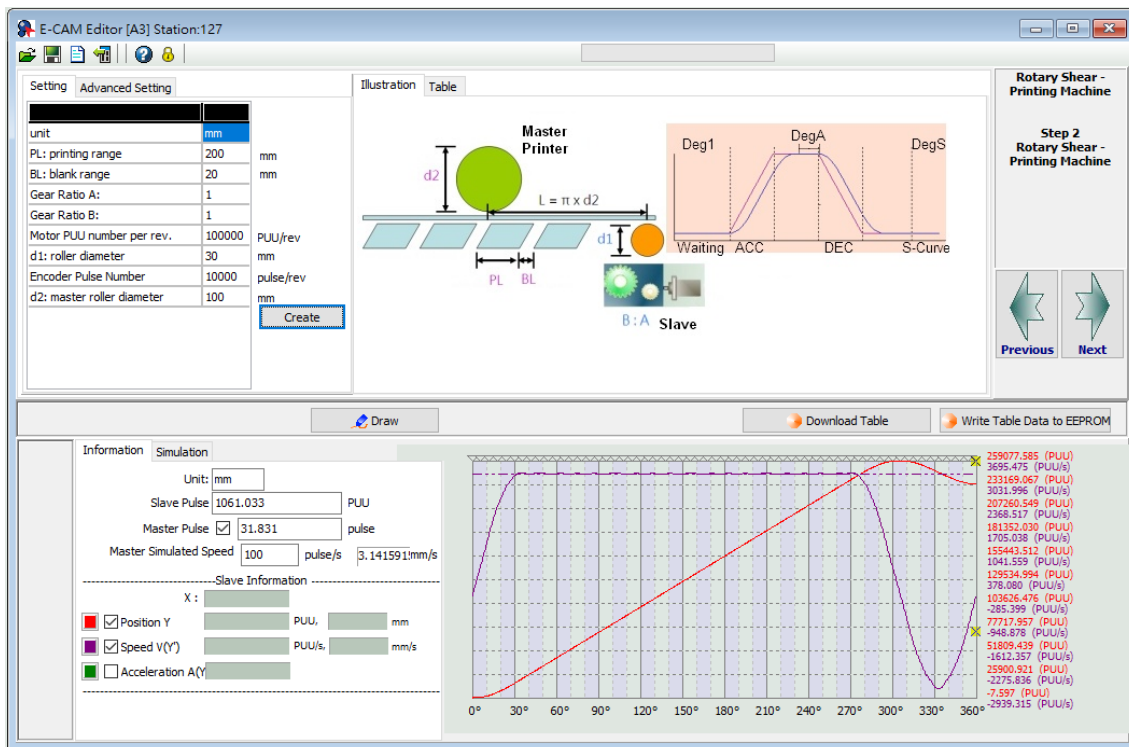 E-CAM Editor [A3] Station:127
Setting Advanced Setting
unit mm
PL: printing range 200 mm
BL: blank range 20 mm
Gear Ratio A: 1
Gear Ratio B: 1
Motor PUU number per rev. 100000 PUU/rev
d1: roller diameter 30 mm
Encoder Pulse Number 10000 pulse/rev
d2: master roller diameter 100 mm
Create
Illustration Table
Master
Printer
d2
L = π x d2
d1
PL BL
B : A Slave
Deg1 DegA DegS
Waiting ACC DEC S-Curve
Rotary Shear -
Printing Machine
Step 2
Rotary Shear -
Printing Machine
Previous Next
Draw Download Table Write Table Data to EEPROM
Information Simulation
Unit: mm
Slave Pulse 1061.033 PUU
Master Pulse 31.831 pulse
Master Simulated Speed 100 pulse/s 3.141591 mm/s
Slave Information
X :
Position Y PUU, mm
Speed V(Y') PUU/s, mm/s
Acceleration A(Y
259077.585 (PUU)
3695.475 (PUU/s)
233169.067 (PUU)
3031.996 (PUU/s)
207260.549 (PUU)
2368.517 (PUU/s)
181352.030 (PUU)
1705.038 (PUU/s)
155443.512 (PUU)
1041.559 (PUU/s)
129534.994 (PUU)
378.080 (PUU/s)
103626.476 (PUU)
-285.399 (PUU/s)
77717.957 (PUU)
-948.878 (PUU/s)
51809.439 (PUU)
-1612.357 (PUU/s)
25900.921 (PUU)
-2275.836 (PUU/s)
-7.597 (PUU)
-2939.315 (PUU/s)
0° 30° 60° 90° 120° 150° 180° 210° 240° 270° 300° 330° 360°